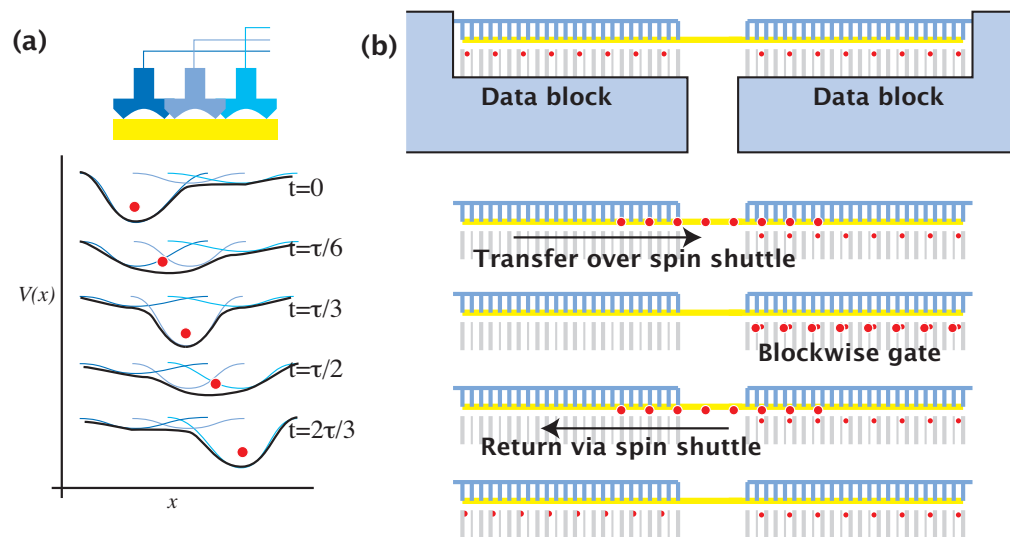 (a)
V(x)
t=0
t=τ/6
t=τ/3
t=τ/2
t=2τ/3
x
(b)
Data block
Data block
Transfer over spin shuttle
Blockwise gate
Return via spin shuttle